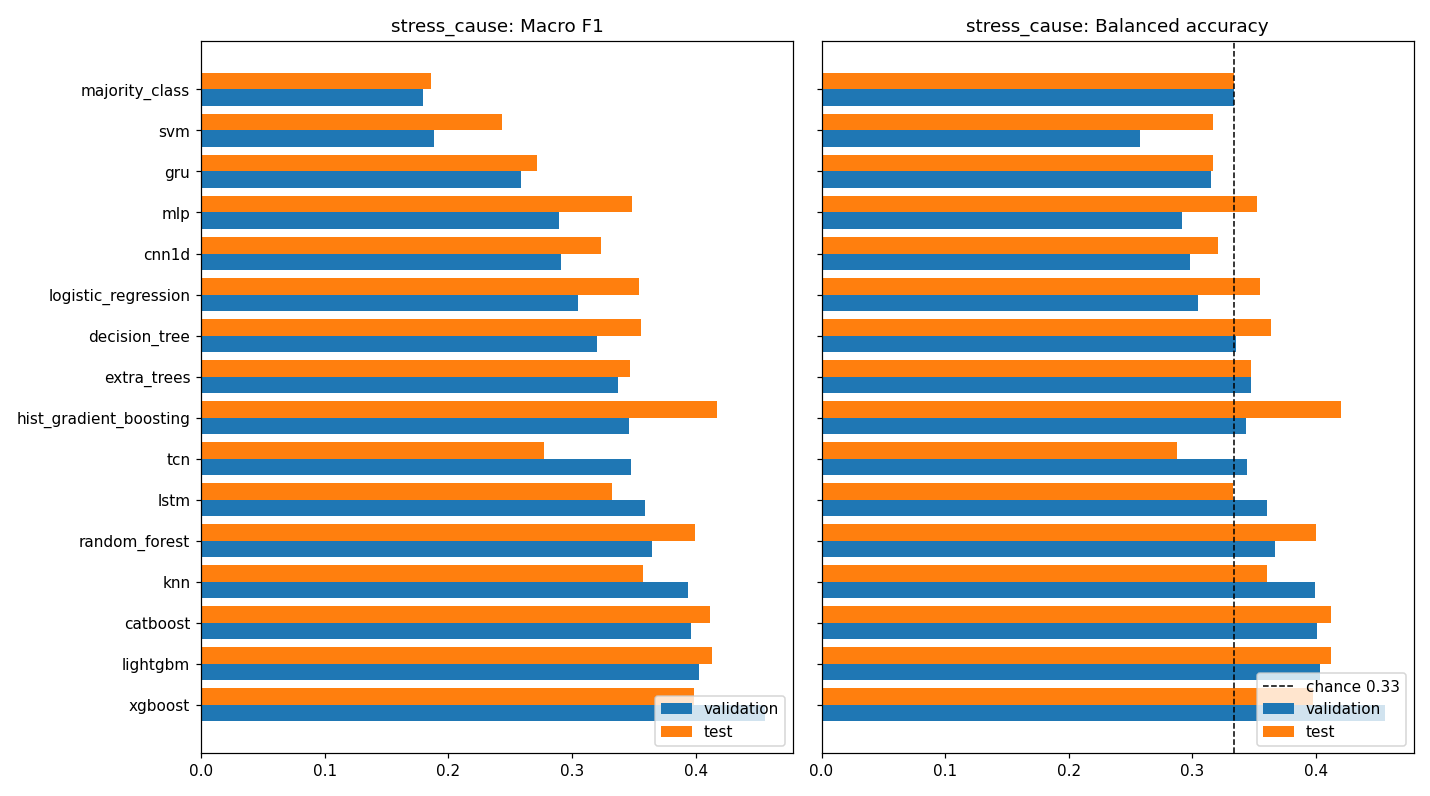 stress_cause: Macro F1
stress_cause: Balanced accuracy
majority_class
svm
gru
mlp
cnn1d
logistic_regression
decision_tree
extra_trees
hist_gradient_boosting
tcn
lstm
random_forest
knn
catboost
lightgbm
xgboost
validation
test
chance 0.33
validation
test
0.0 0.1 0.2 0.3 0.4
0.0 0.1 0.2 0.3 0.4